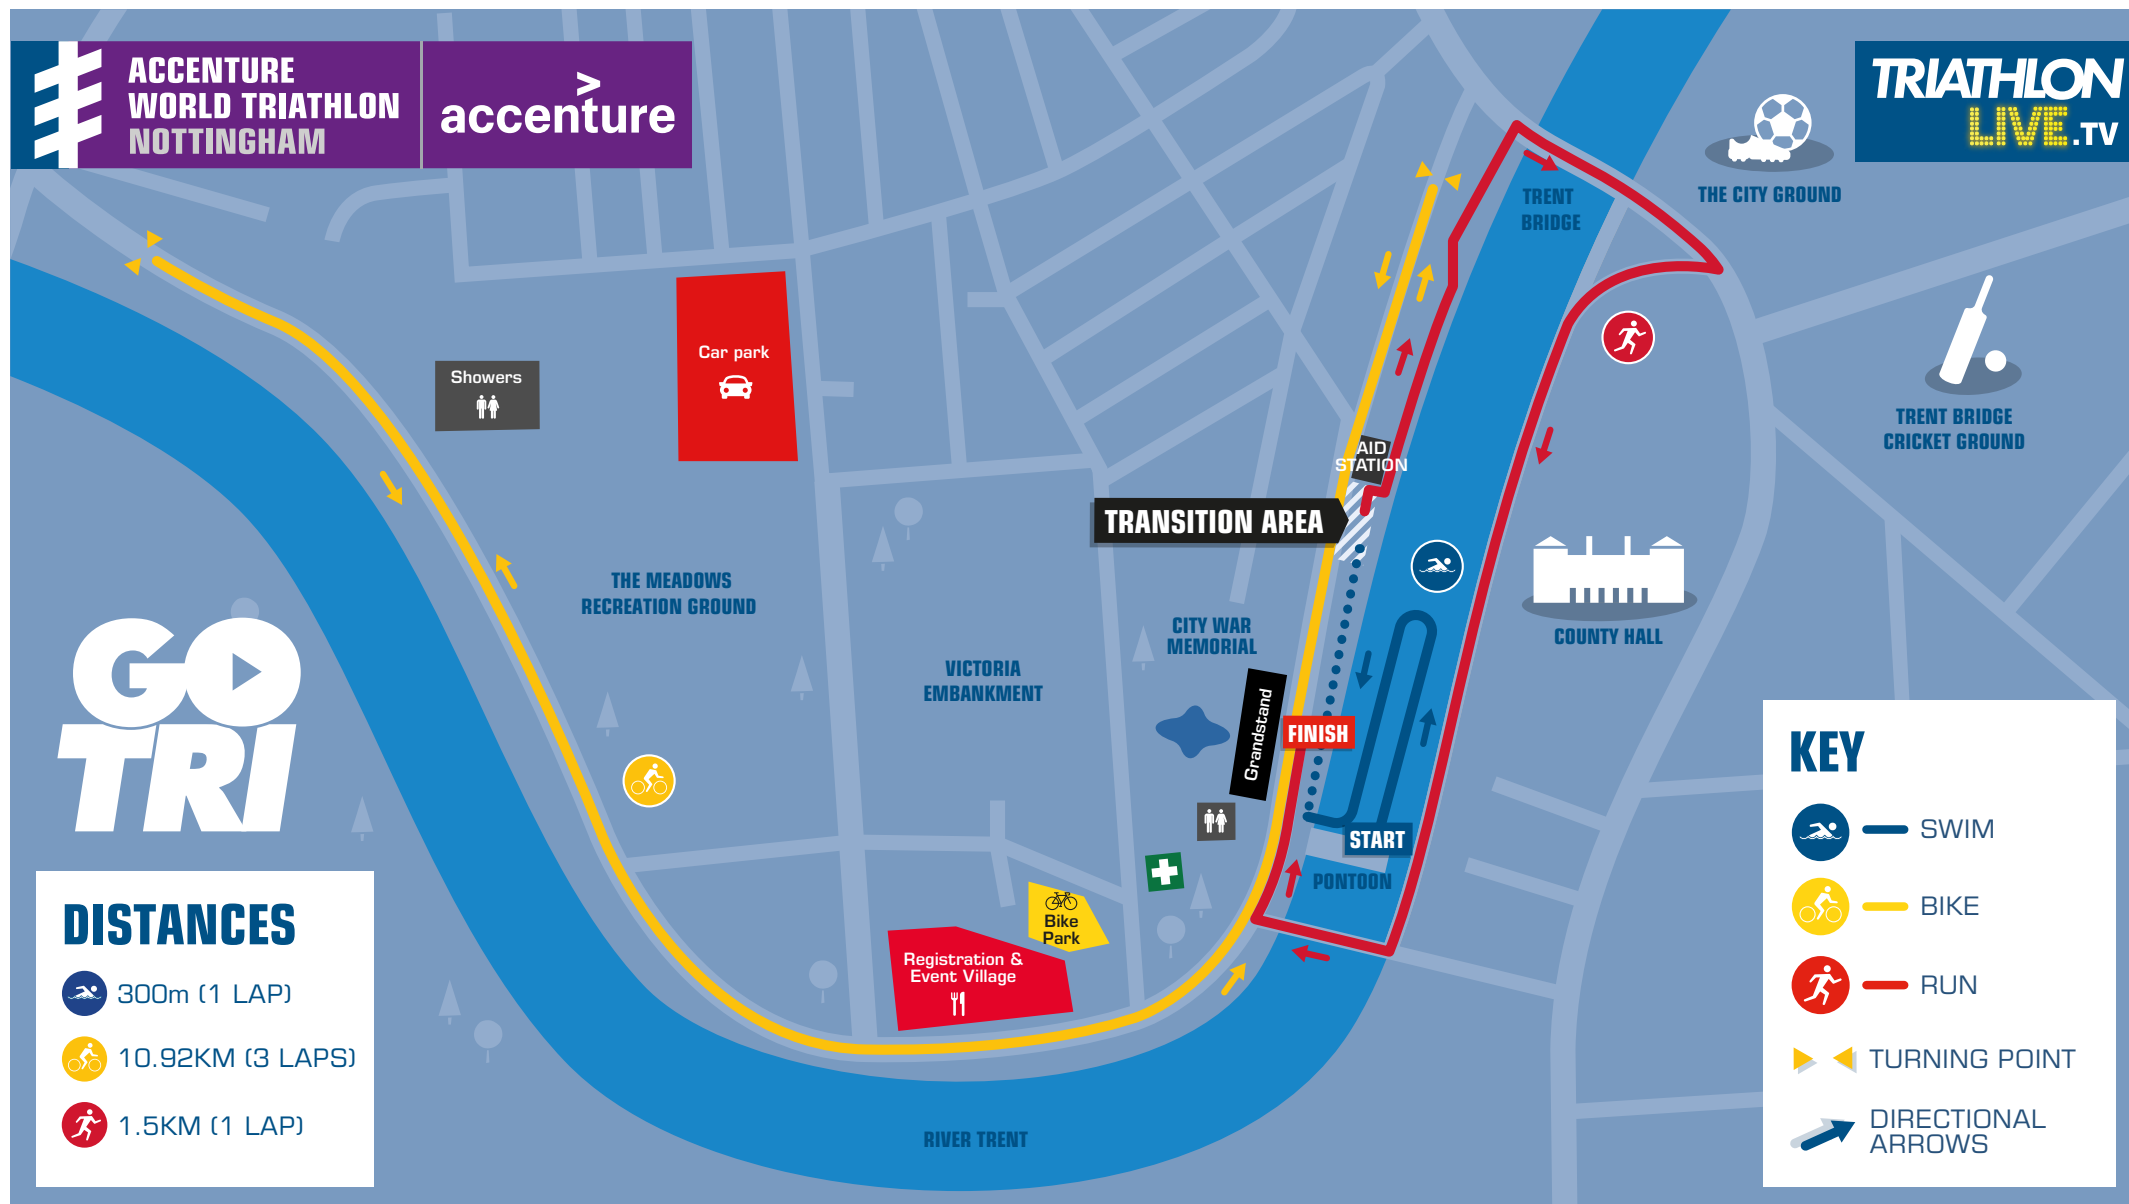 ACCENTURE
WORLD TRIATHLON
NOTTINGHAM
accenture
TRIATHLON
LIVE.TV
THE CITY GROUND
TRENT
BRIDGE
TRENT BRIDGE
CRICKET GROUND
Showers
Car park
AID
STATION
TRANSITION AREA
THE MEADOWS
RECREATION GROUND
CITY WAR
MEMORIAL
COUNTY HALL
VICTORIA
EMBANKMENT
Grandstand
FINISH
START
PONTOON
GO
TRI
Bike
Park
Registration &
Event Village
RIVER TRENT
DISTANCES
300m (1 LAP)
10.92KM (3 LAPS)
1.5KM (1 LAP)
KEY
SWIM
BIKE
RUN
TURNING POINT
DIRECTIONAL
ARROWS